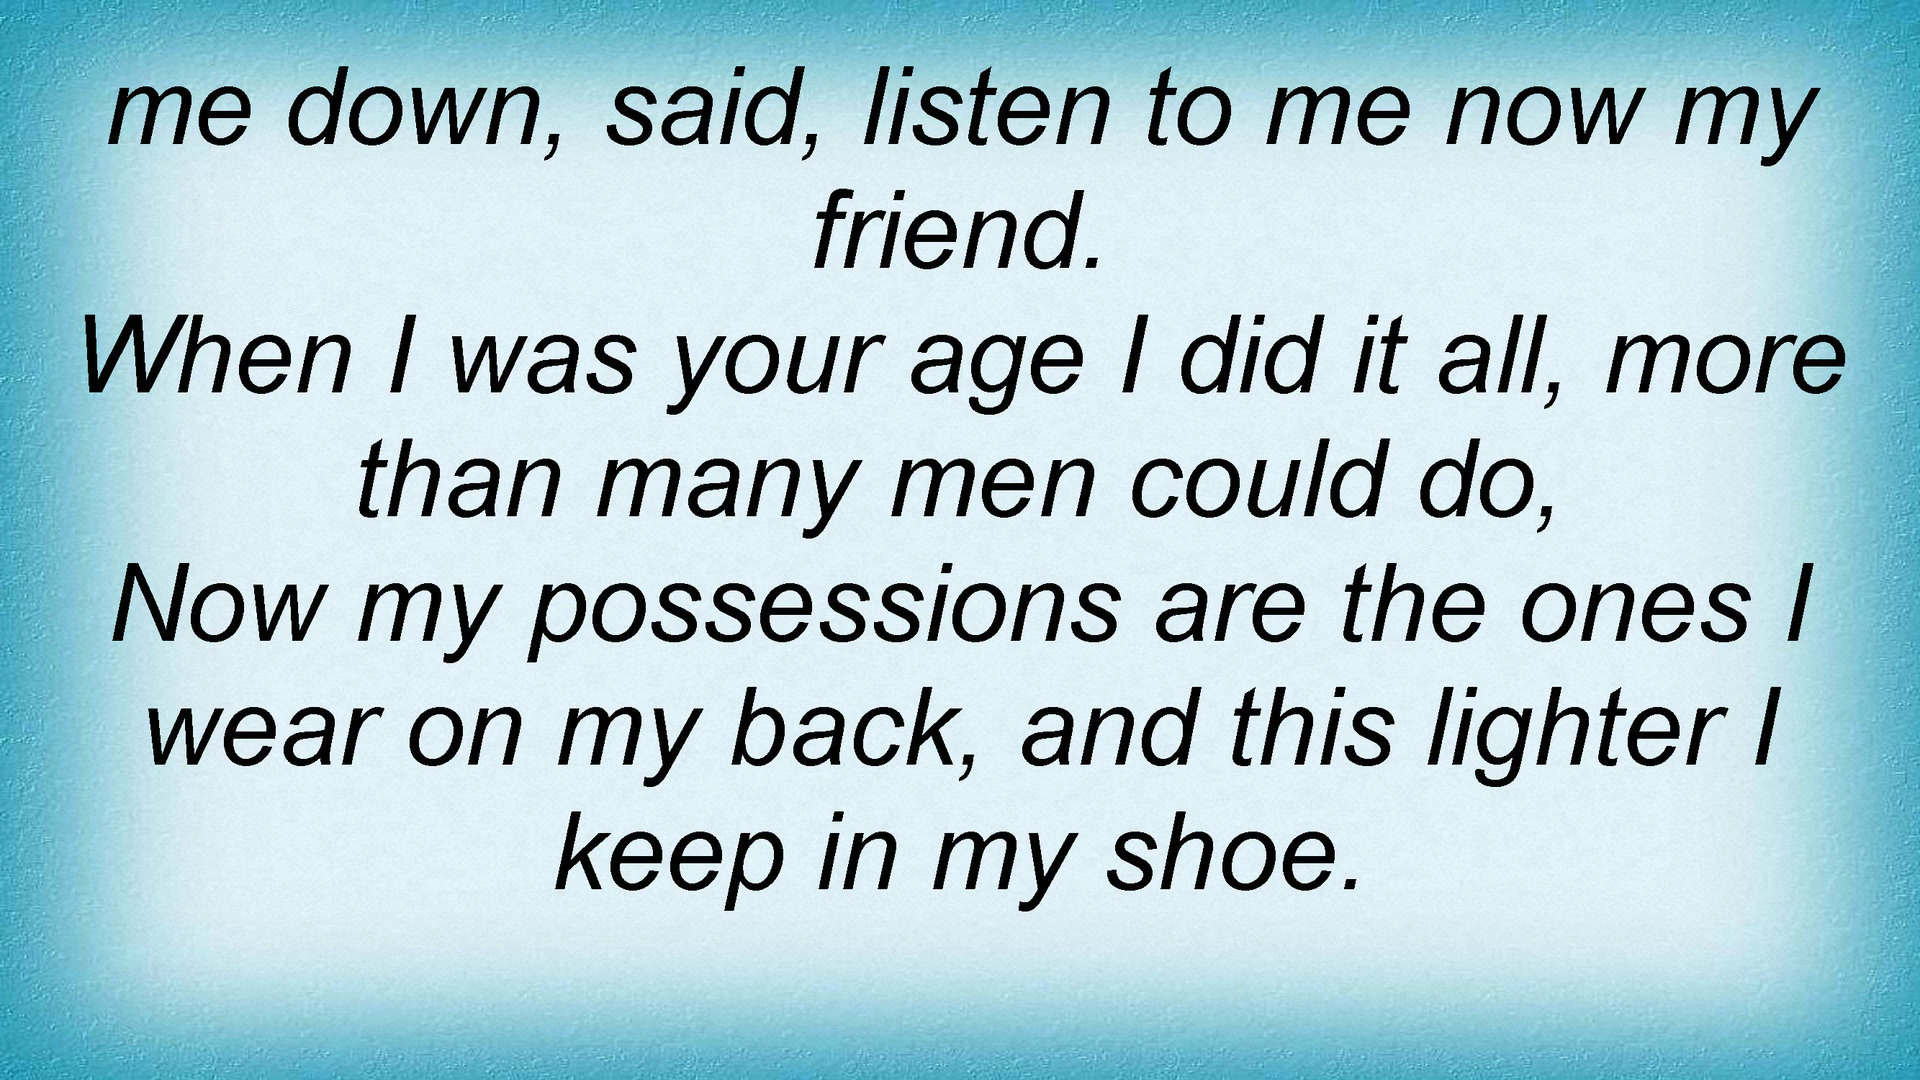 me down, said, listen to me now my
friend.
When I was your age I did it all, more
than many men could do,
Now my possessions are the ones I
wear on my back, and this lighter I
keep in my shoe.